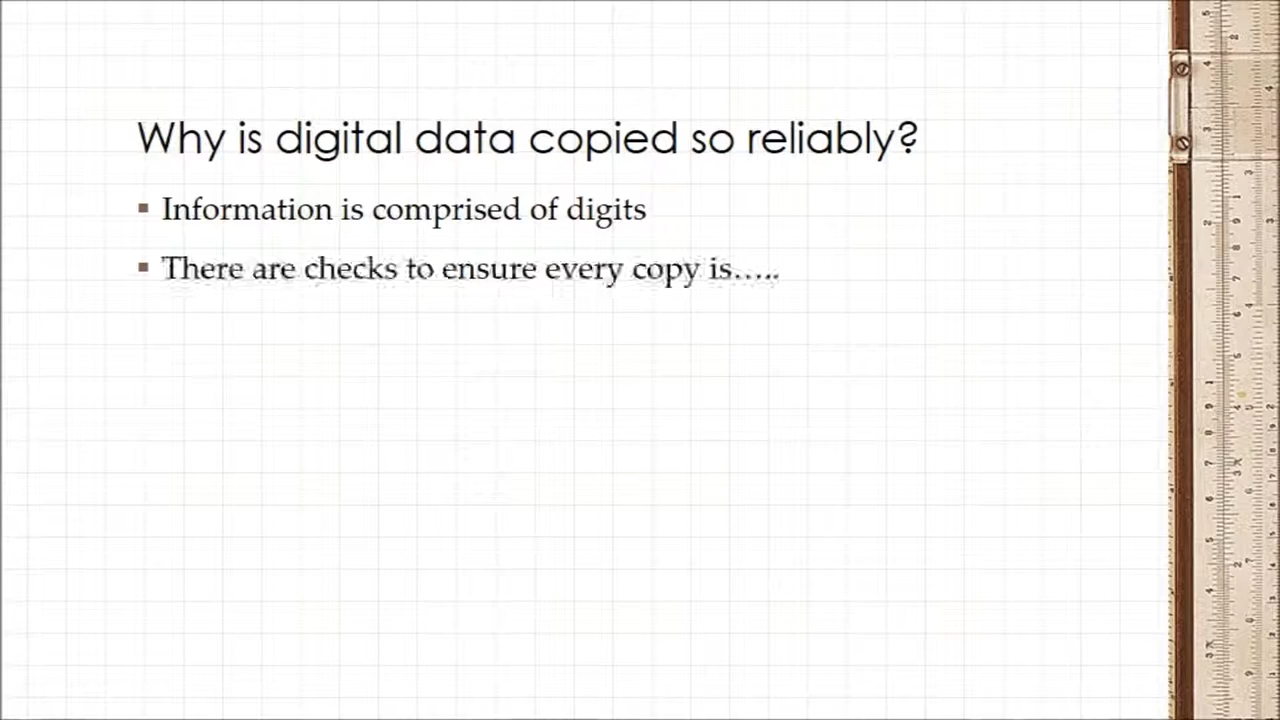 Why is digital data copied so reliably?
Information is comprised of digits
There are checks to ensure every copy is…..